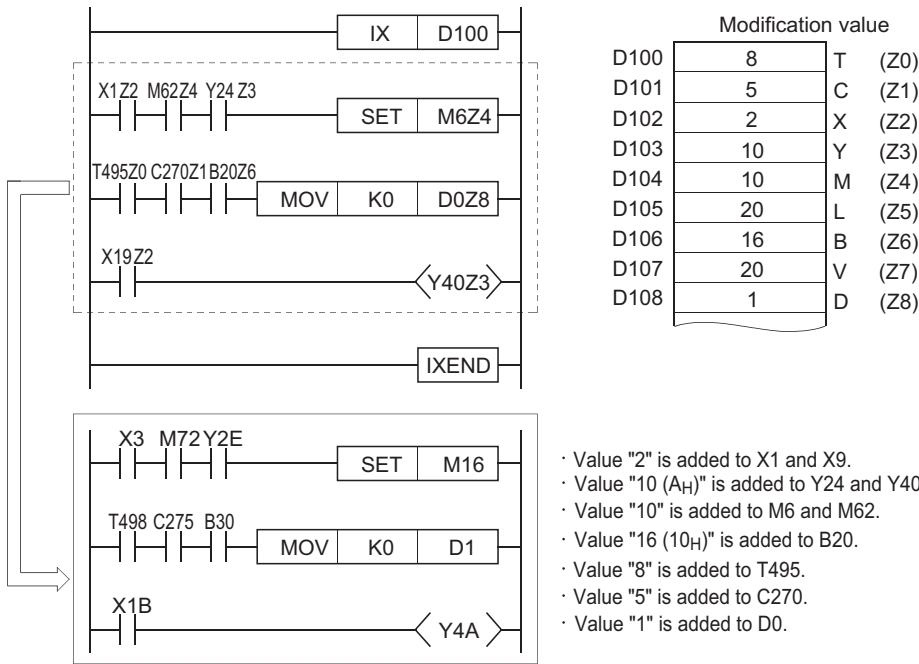 IX D100
X1Z2 M62Z4 Y24 Z3
SET M6Z4
T495Z0 C270Z1 B20Z6
MOV K0 D0Z8
X19Z2
Y40Z3
IXEND
Modification value
D100 8 T (Z0)
D101 5 C (Z1)
D102 2 X (Z2)
D103 10 Y (Z3)
D104 10 M (Z4)
D105 20 L (Z5)
D106 16 B (Z6)
D107 20 V (Z7)
D108 1 D (Z8)
X3 M72 Y2E
SET M16
T498 C275 B30
MOV K0 D1
X1B
Y4A
· Value "2" is added to X1 and X9.
· Value "10 (AH)" is added to Y24 and Y40
· Value "10" is added to M6 and M62.
· Value "16 (10H)" is added to B20.
· Value "8" is added to T495.
· Value "5" is added to C270.
· Value "1" is added to D0.